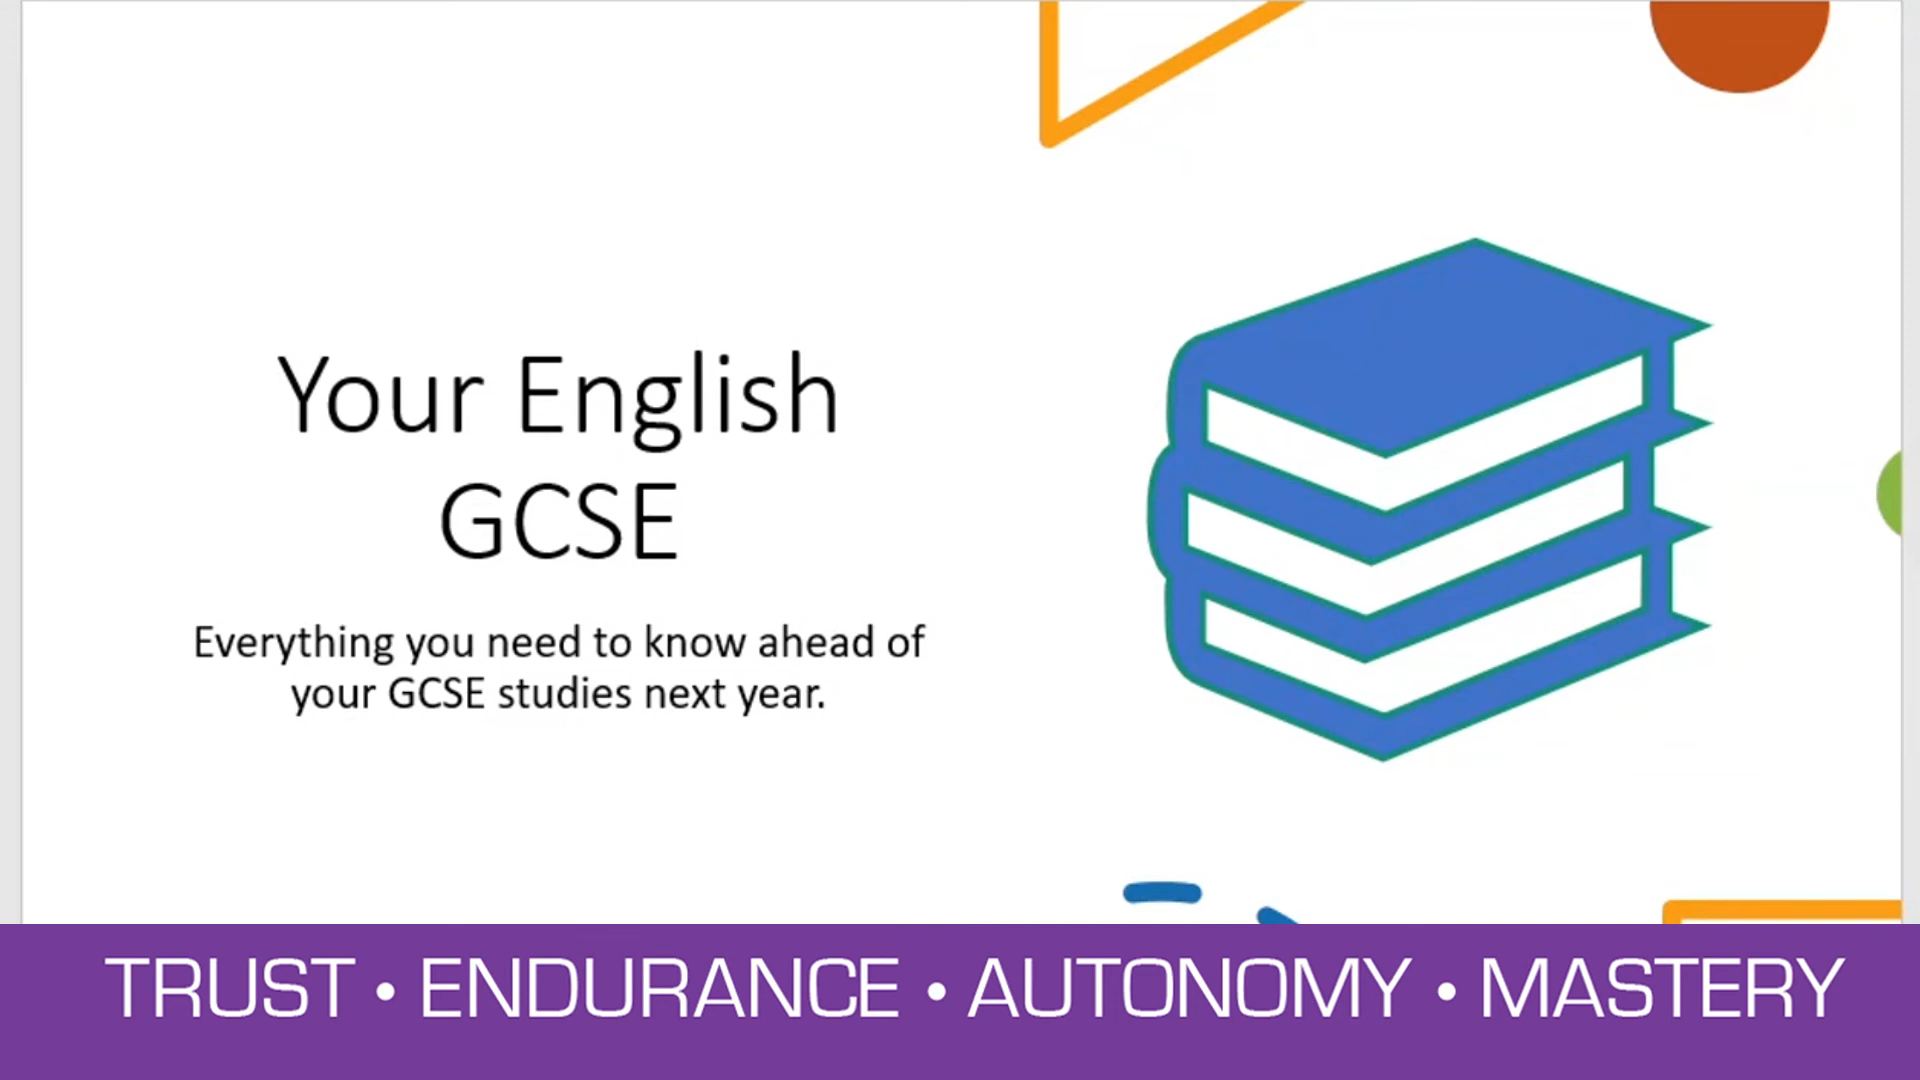 Your English
GCSE
Everything you need to know ahead of
your GCSE studies next year.
TRUST • ENDURANCE • AUTONOMY • MASTERY